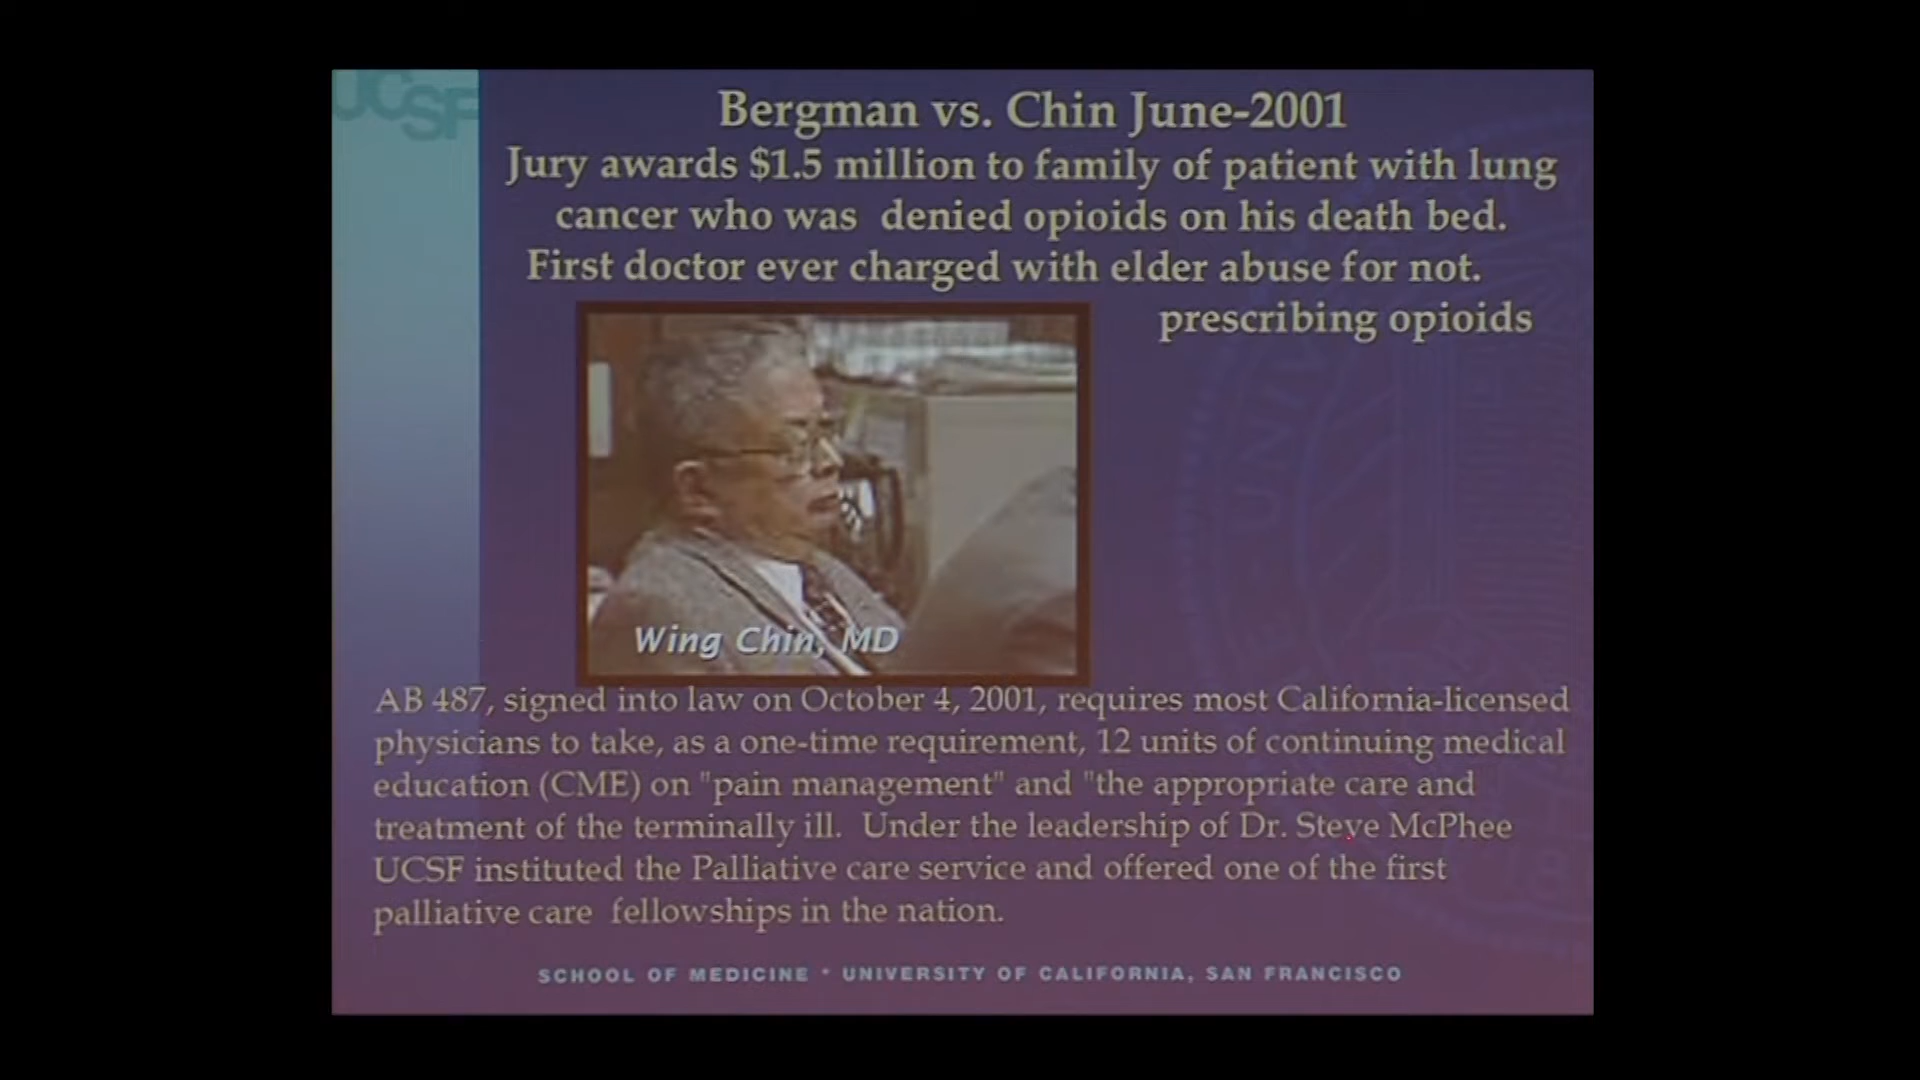 UCSF
Bergman vs. Chin June-2001
Jury awards $1.5 million to family of patient with lung
cancer who was denied opioids on his death bed.
First doctor ever charged with elder abuse for not.
prescribing opioids
Wing Chin, MD
AB 487, signed into law on October 4, 2001, requires most California-licensed
physicians to take, as a one-time requirement, 12 units of continuing medical
education (CME) on "pain management" and "the appropriate care and
treatment of the terminally ill. Under the leadership of Dr. Steve McPhee
UCSF instituted the Palliative care service and offered one of the first
palliative care fellowships in the nation.
SCHOOL OF MEDICINE * UNIVERSITY OF CALIFORNIA, SAN FRANCISCO